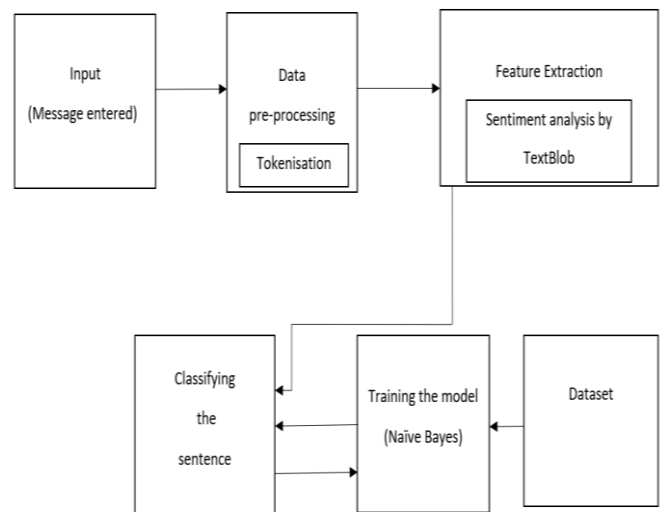 Input
(Message entered)
Data
pre-processing
Tokenisation
Feature Extraction
Sentiment analysis by
TextBlob
Classifying
the
sentence
Training the model
(Naïve Bayes)
Dataset